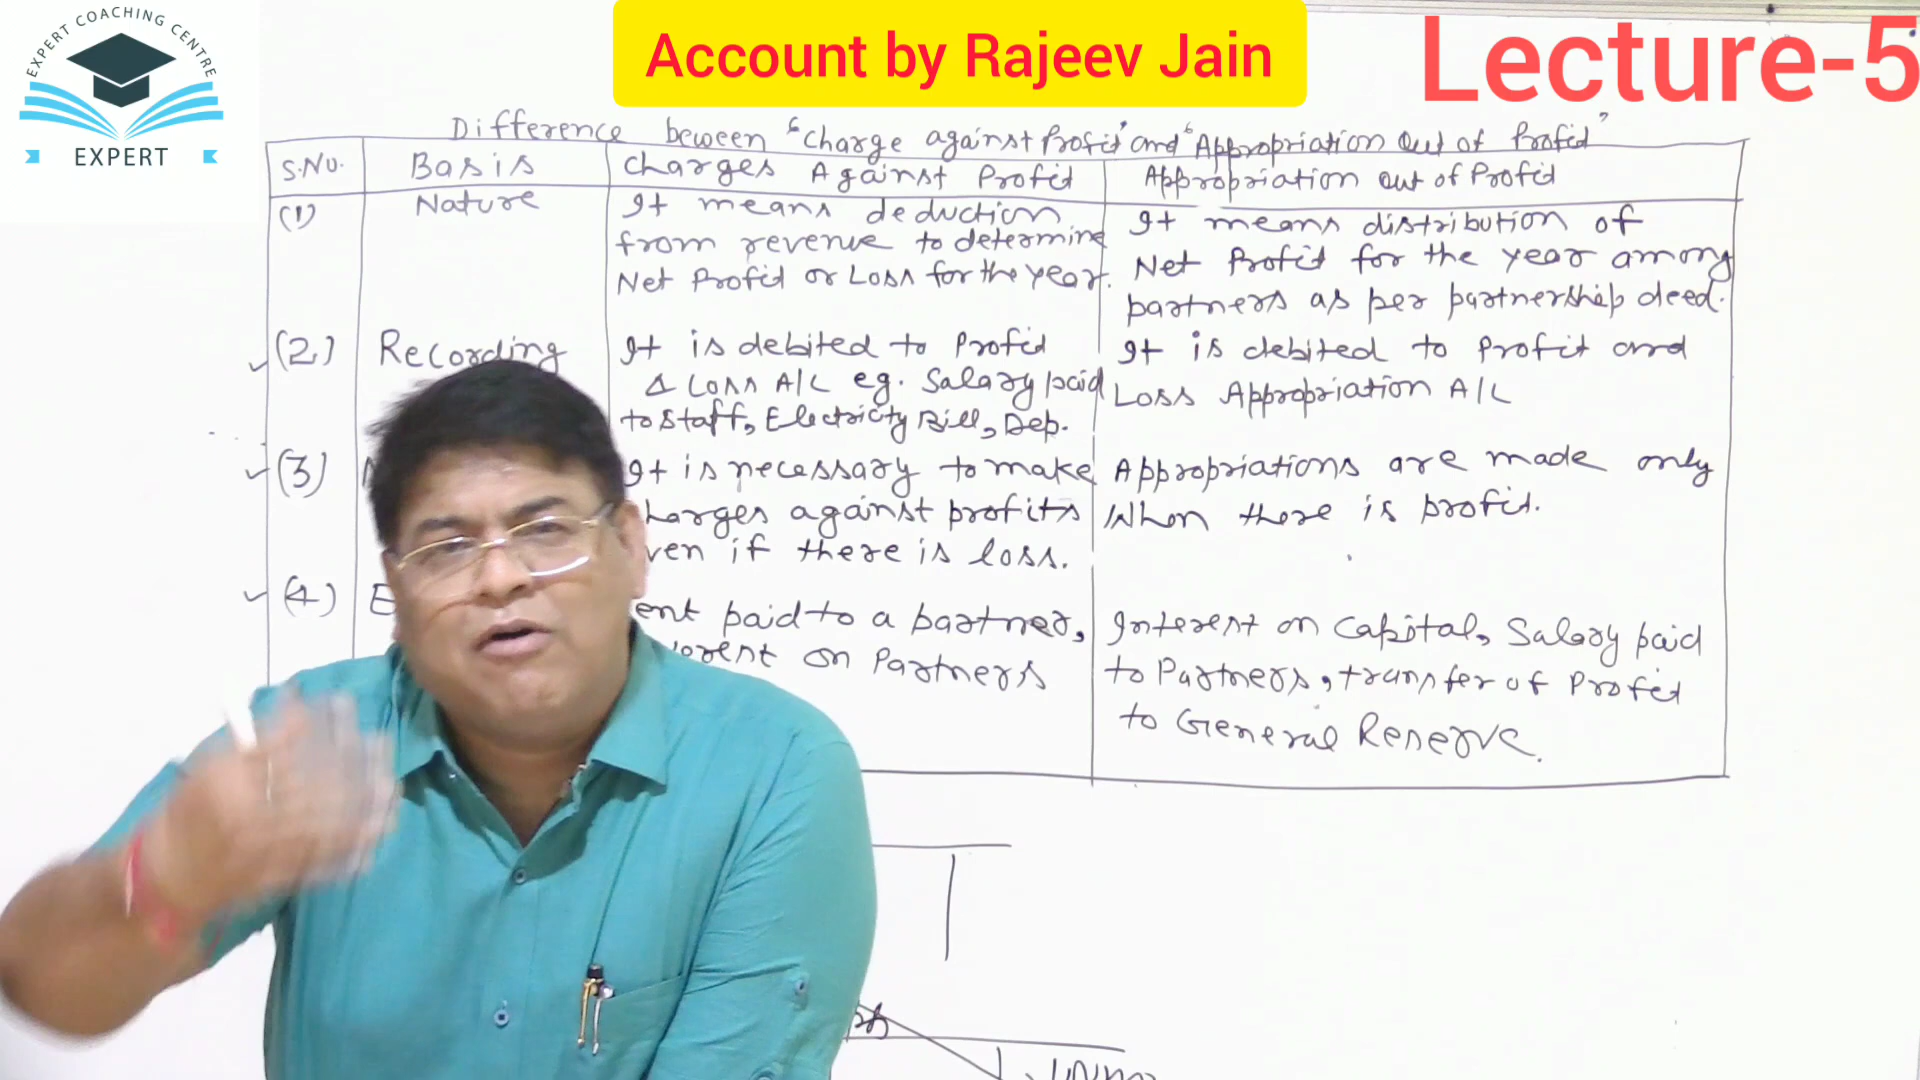 EXPERT COACHING CENTRE
EXPERT
Account by Rajeev Jain
Lecture-5
Difference beween "Charge against Profit" and "Appropriation Out of Profit"
S.No.
Basis
Charges Against Profit
Appropriation Out of Profit
(1)
Nature
It means deduction
from revenue to determine
Net Profit or Loss for the year.
It means distribution of
Net Profit for the year among
partners as per partnership deed.
(2)
Recording
It is debited to Profit
& Loss A/C eg. Salary paid
to Staff, Electricity Bill, Dep.
It is debited to Profit and
Loss Appropriation A/C
(3)
It is necessary to make
harges against profits
ven if there is loss.
Appropriations are made only
When there is profit.
(4)
E
ent paid to a partner,
erest on Partners
Interest on Capital, Salary paid
to Partners, transfer of Profit
to General Reserve.